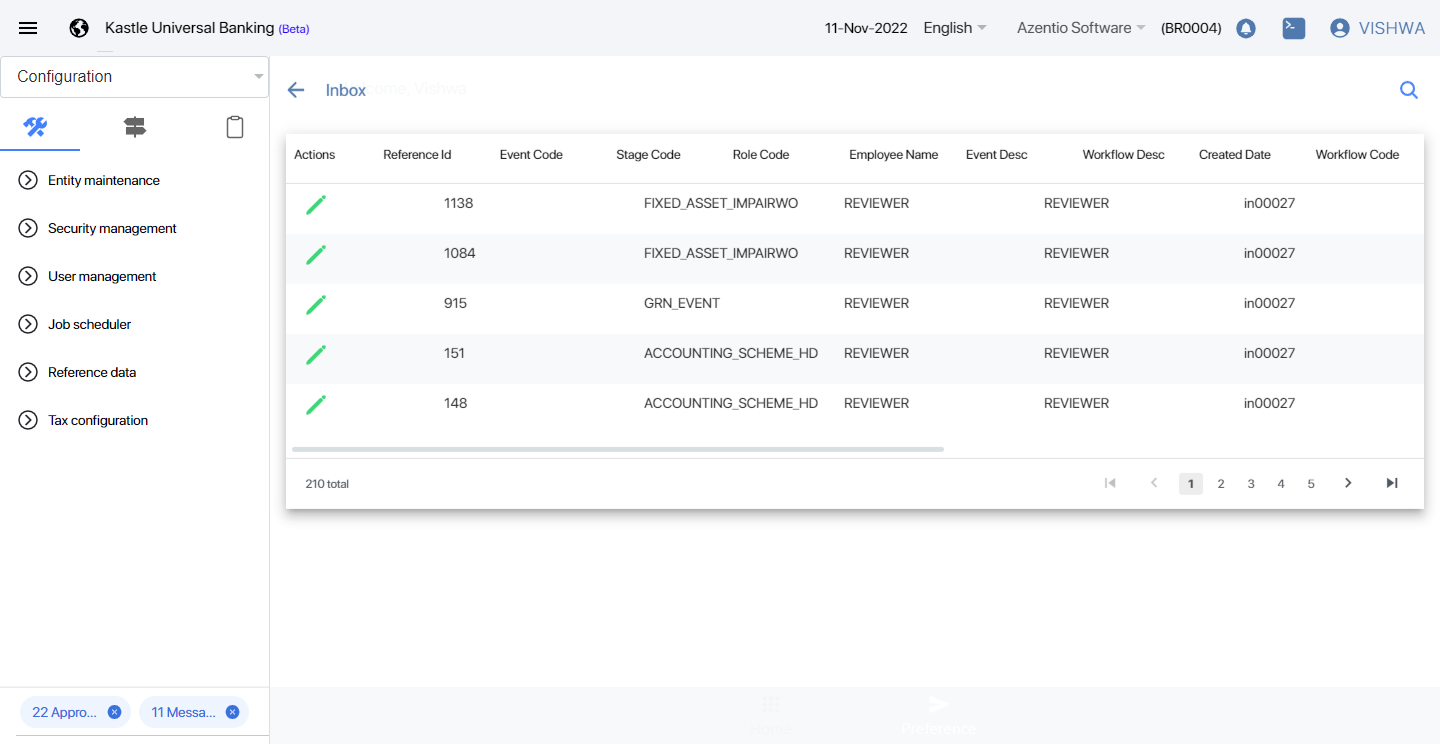 Kastle Universal Banking (Beta)
11-Nov-2022 English Azentio Software (BR0004) VISHWA
Configuration
Inbox come, Vishwa
Actions Reference Id Event Code Stage Code Role Code Employee Name Event Desc Workflow Desc Created Date Workflow Code
Entity maintenance
Security management
User management
Job scheduler
Reference data
Tax configuration
1138 FIXED_ASSET_IMPAIRWO REVIEWER REVIEWER in00027
1084 FIXED_ASSET_IMPAIRWO REVIEWER REVIEWER in00027
915 GRN_EVENT REVIEWER REVIEWER in00027
151 ACCOUNTING_SCHEME_HD REVIEWER REVIEWER in00027
148 ACCOUNTING_SCHEME_HD REVIEWER REVIEWER in00027
210 total 1 2 3 4 5
22 Appro... 11 Messa...
Preference